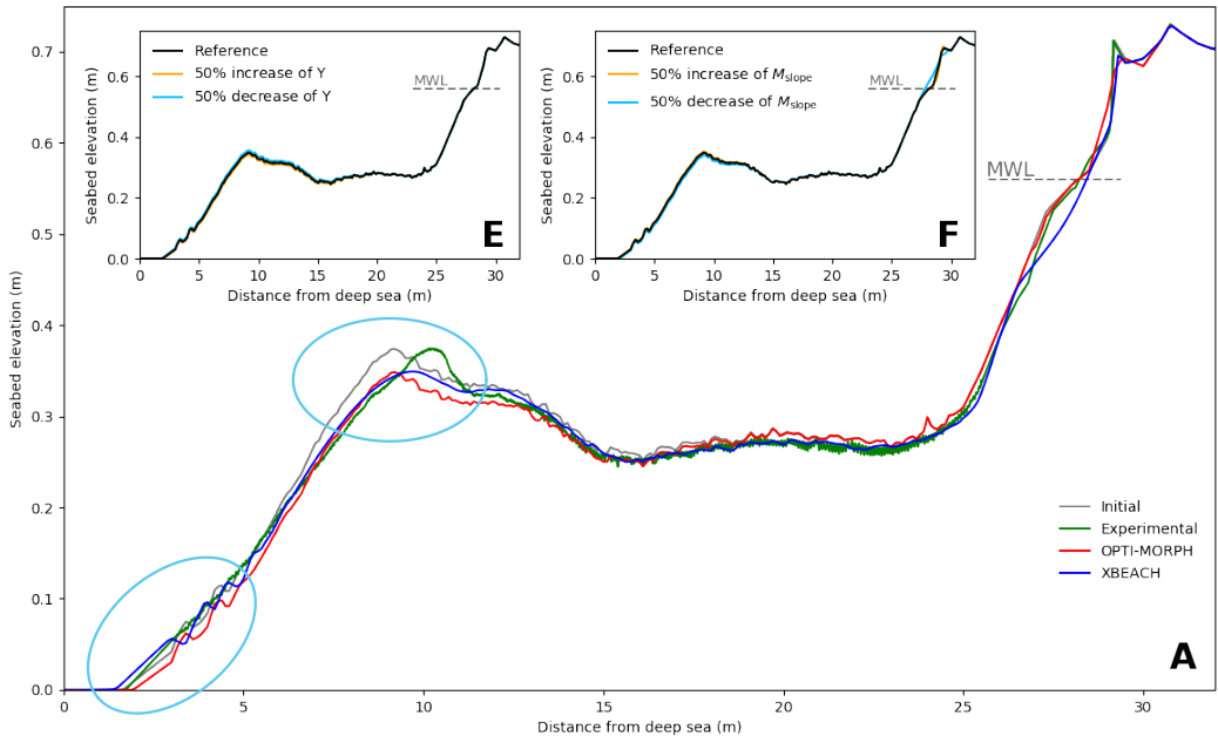 0.7
0.6
0.5
0.4
0.3
0.2
0.1
0.0
Seabed elevation (m)
0
5
10
15
20
25
30
Distance from deep sea (m)
MWL
Initial
Experimental
OPTI-MORPH
XBEACH
A
0.6
0.4
0.2
0.0
Seabed elevation (m)
Reference
50% increase of Y
50% decrease of Y
MWL
E
0
5
10
15
20
25
30
Distance from deep sea (m)
0.6
0.4
0.2
0.0
Seabed elevation (m)
Reference
50% increase of Mslope
50% decrease of Mslope
MWL
F
0
5
10
15
20
25
30
Distance from deep sea (m)